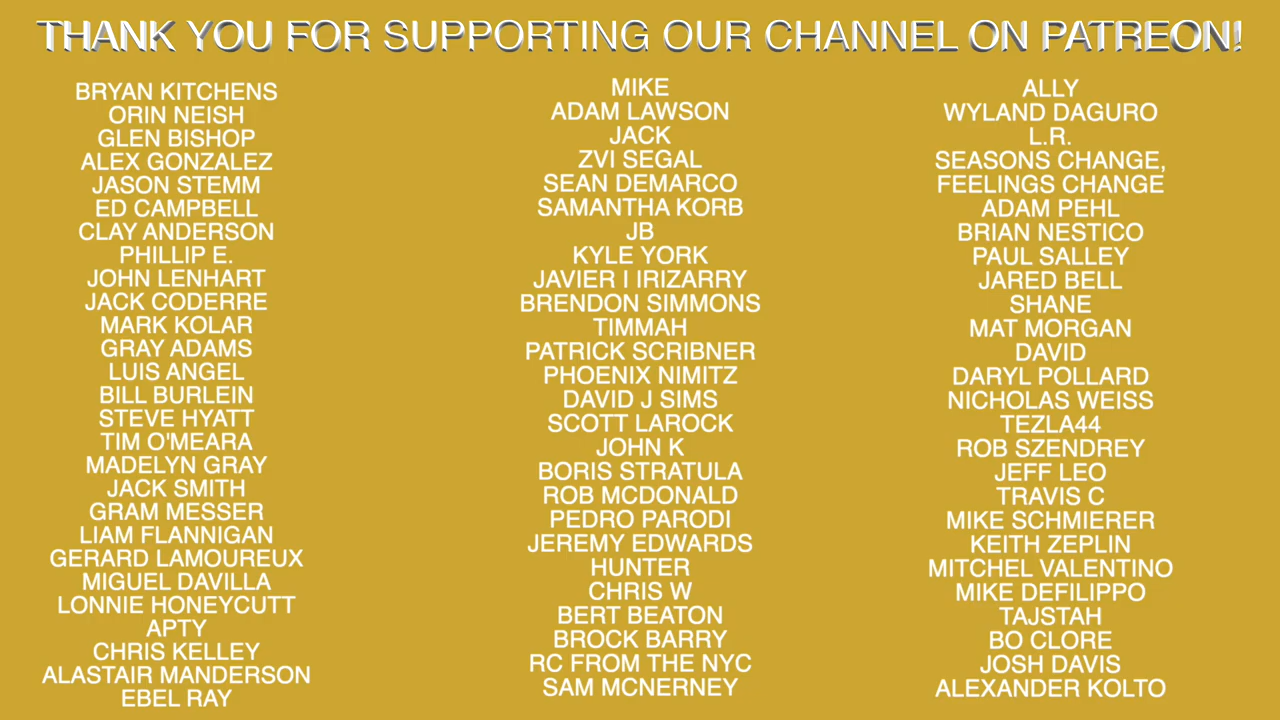 THANK YOU FOR SUPPORTING OUR CHANNEL ON PATREON!
BRYAN KITCHENS
ORIN NEISH
GLEN BISHOP
ALEX GONZALEZ
JASON STEMM
ED CAMPBELL
CLAY ANDERSON
PHILLIP E.
JOHN LENHART
JACK CODERRE
MARK KOLAR
GRAY ADAMS
LUIS ANGEL
BILL BURLEIN
STEVE HYATT
TIM O'MEARA
MADELYN GRAY
JACK SMITH
GRAM MESSER
LIAM FLANNIGAN
GERARD LAMOUREUX
MIGUEL DAVILLA
LONNIE HONEYCUTT
APTY
CHRIS KELLEY
ALASTAIR MANDERSON
EBEL RAY
MIKE
ADAM LAWSON
JACK
ZVI SEGAL
SEAN DEMARCO
SAMANTHA KORB
JB
KYLE YORK
JAVIER I IRIZARRY
BRENDON SIMMONS
TIMMAH
PATRICK SCRIBNER
PHOENIX NIMITZ
DAVID J SIMS
SCOTT LAROCK
JOHN K
BORIS STRATULA
ROB MCDONALD
PEDRO PARODI
JEREMY EDWARDS
HUNTER
CHRIS W
BERT BEATON
BROCK BARRY
RC FROM THE NYC
SAM MCNERNEY
ALLY
WYLAND DAGURO
L.R.
SEASONS CHANGE,
FEELINGS CHANGE
ADAM PEHL
BRIAN NESTICO
PAUL SALLEY
JARED BELL
SHANE
MAT MORGAN
DAVID
DARYL POLLARD
NICHOLAS WEISS
TEZLA44
ROB SZENDREY
JEFF LEO
TRAVIS C
MIKE SCHMIERER
KEITH ZEPLIN
MITCHEL VALENTINO
MIKE DEFILIPPO
TAJSTAH
BO CLORE
JOSH DAVIS
ALEXANDER KOLTO